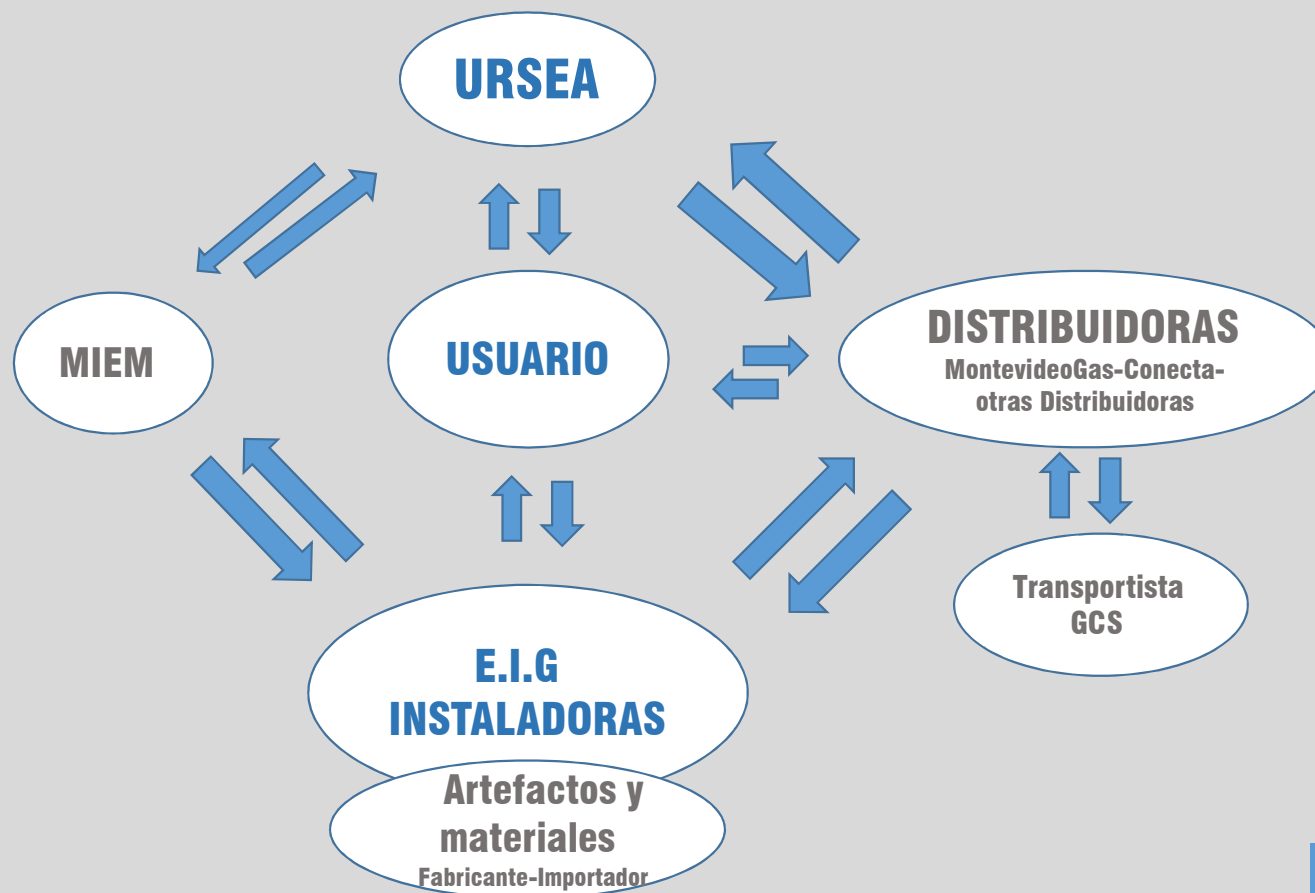 URSEA
MIEM
USUARIO
DISTRIBUIDORAS
MontevideoGas-Conecta-
otras Distribuidoras
Transportista
GCS
E.I.G
INSTALADORAS
Artefactos y
materiales
Fabricante-Importador